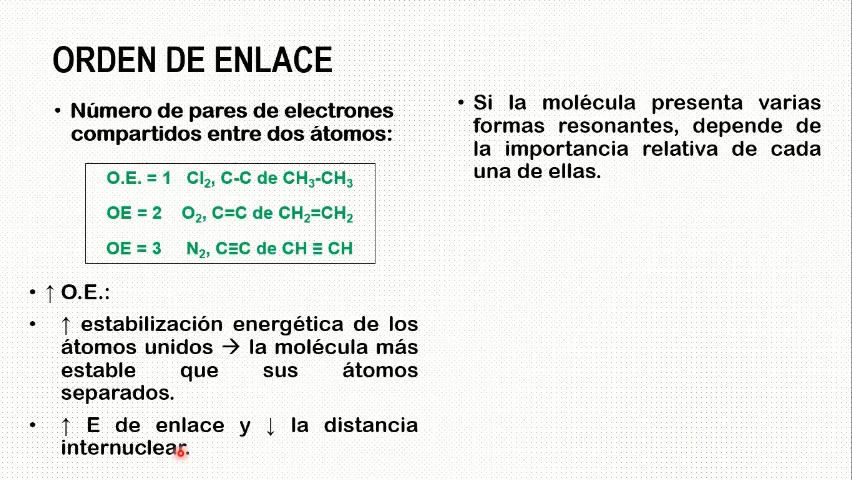 ORDEN DE ENLACE
• Número de pares de electrones
compartidos entre dos átomos:
O.E. = 1 Cl₂, C-C de CH₃-CH₃
OE = 2 O₂, C=C de CH₂=CH₂
OE = 3 N₂, C≡C de CH ≡ CH
• ↑ O.E.:
• ↑ estabilización energética de los
átomos unidos → la molécula más
estable que sus átomos
separados.
• ↑ E de enlace y ↓ la distancia
internuclear.
• Si la molécula presenta varias
formas resonantes, depende de
la importancia relativa de cada
una de ellas.